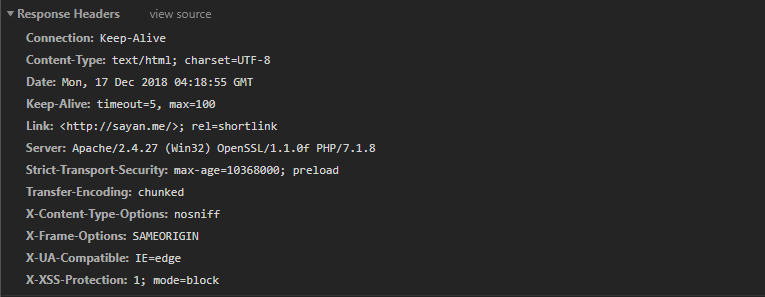 Response Headers view source
Connection: Keep-Alive
Content-Type: text/html; charset=UTF-8
Date: Mon, 17 Dec 2018 04:18:55 GMT
Keep-Alive: timeout=5, max=100
Link: <http://sayan.me/>; rel=shortlink
Server: Apache/2.4.27 (Win32) OpenSSL/1.1.0f PHP/7.1.8
Strict-Transport-Security: max-age=10368000; preload
Transfer-Encoding: chunked
X-Content-Type-Options: nosniff
X-Frame-Options: SAMEORIGIN
X-UA-Compatible: IE=edge
X-XSS-Protection: 1; mode=block